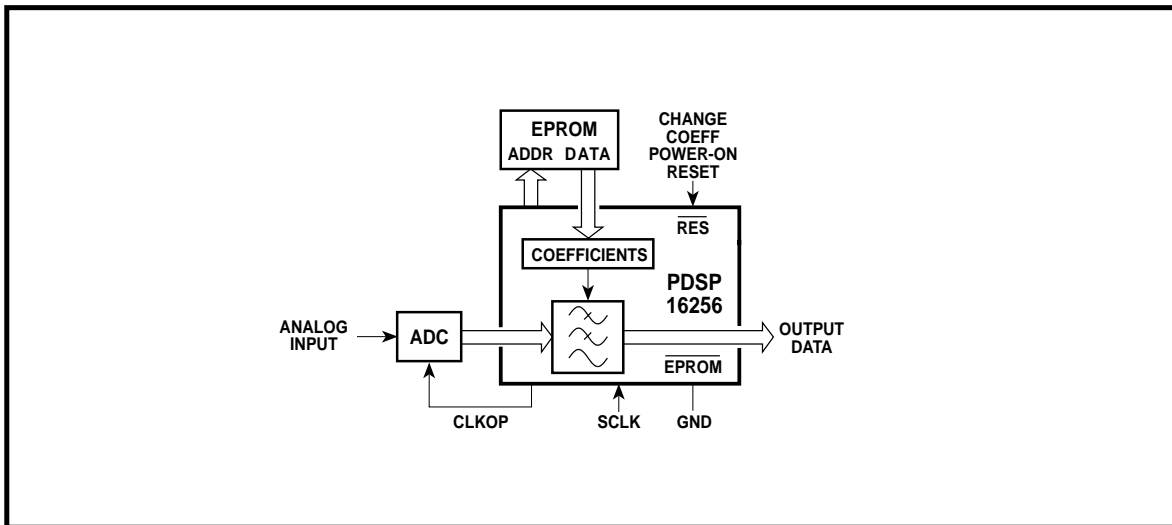 EPROM
ADDR DATA
CHANGE
COEFF
POWER-ON
RESET
RES
COEFFICIENTS
PDSP
16256
ANALOG
INPUT
ADC
OUTPUT
DATA
EPROM
CLKOP
SCLK
GND